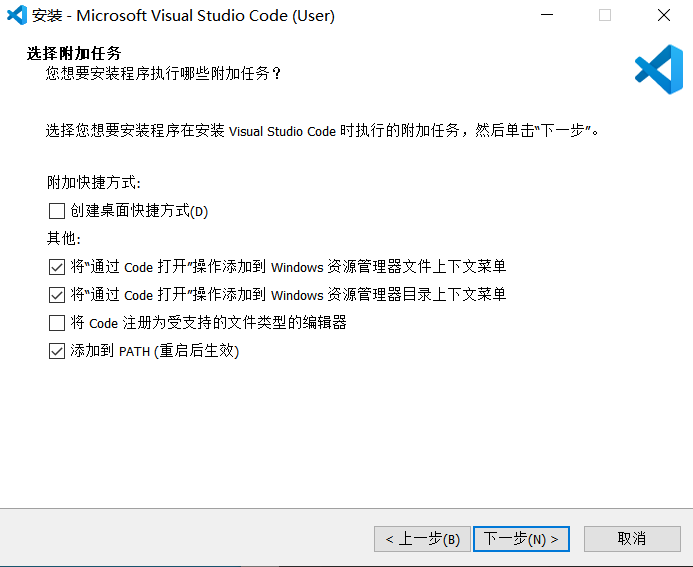 安装 - Microsoft Visual Studio Code (User)
选择附加任务
您想要安装程序执行哪些附加任务？
选择您想要安装程序在安装 Visual Studio Code 时执行的附加任务，然后单击“下一步”。
附加快捷方式:
创建桌面快捷方式(D)
其他:
将“通过 Code 打开”操作添加到 Windows 资源管理器文件上下文菜单
将“通过 Code 打开”操作添加到 Windows 资源管理器目录上下文菜单
将 Code 注册为受支持的文件类型的编辑器
添加到 PATH (重启后生效)
< 上一步(B) 下一步(N) > 取消